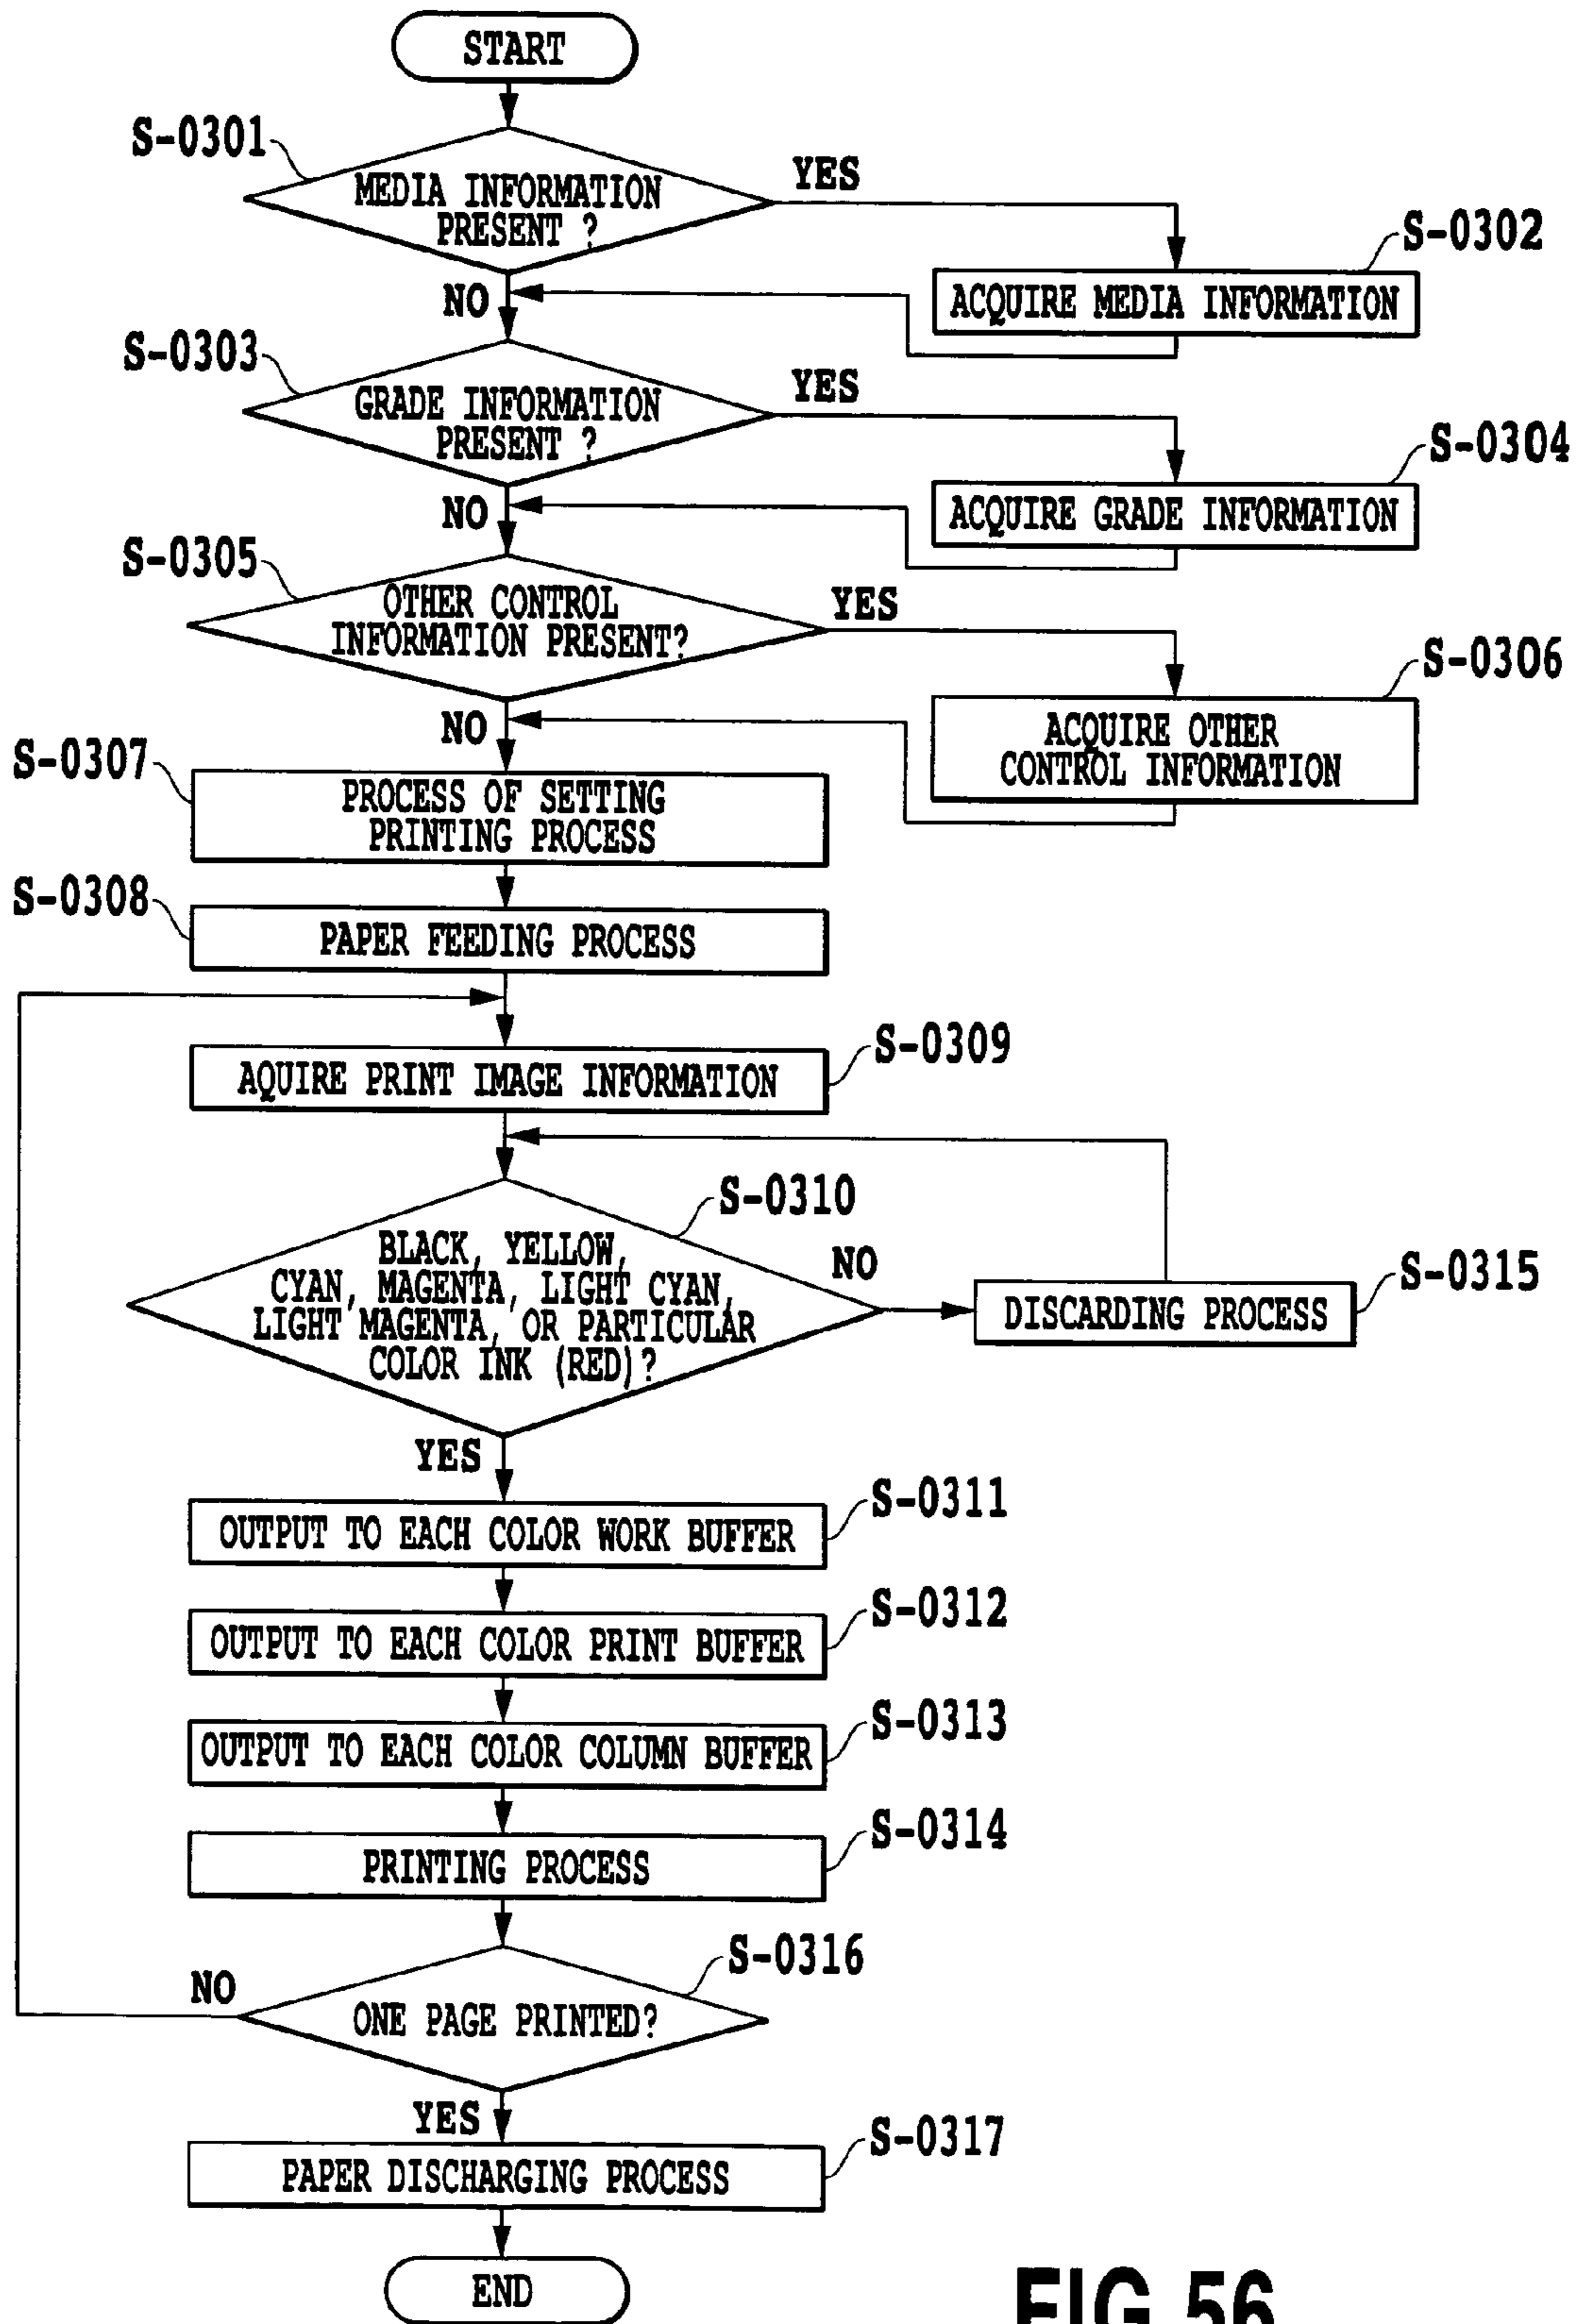 START
S-0301
MEDIA INFORMATION
PRESENT ?
YES
S-0302
ACQUIRE MEDIA INFORMATION
NO
S-0303
GRADE INFORMATION
PRESENT ?
YES
S-0304
ACQUIRE GRADE INFORMATION
NO
S-0305
OTHER CONTROL
INFORMATION PRESENT?
YES
S-0306
ACQUIRE OTHER
CONTROL INFORMATION
NO
S-0307
PROCESS OF SETTING
PRINTING PROCESS
S-0308
PAPER FEEDING PROCESS
S-0309
AQUIRE PRINT IMAGE INFORMATION
S-0310
BLACK, YELLOW,
CYAN, MAGENTA, LIGHT CYAN,
LIGHT MAGENTA, OR PARTICULAR
COLOR INK (RED)?
NO
S-0315
DISCARDING PROCESS
YES
S-0311
OUTPUT TO EACH COLOR WORK BUFFER
S-0312
OUTPUT TO EACH COLOR PRINT BUFFER
S-0313
OUTPUT TO EACH COLOR COLUMN BUFFER
S-0314
PRINTING PROCESS
S-0316
NO
ONE PAGE PRINTED?
YES
S-0317
PAPER DISCHARGING PROCESS
END
FIG.56